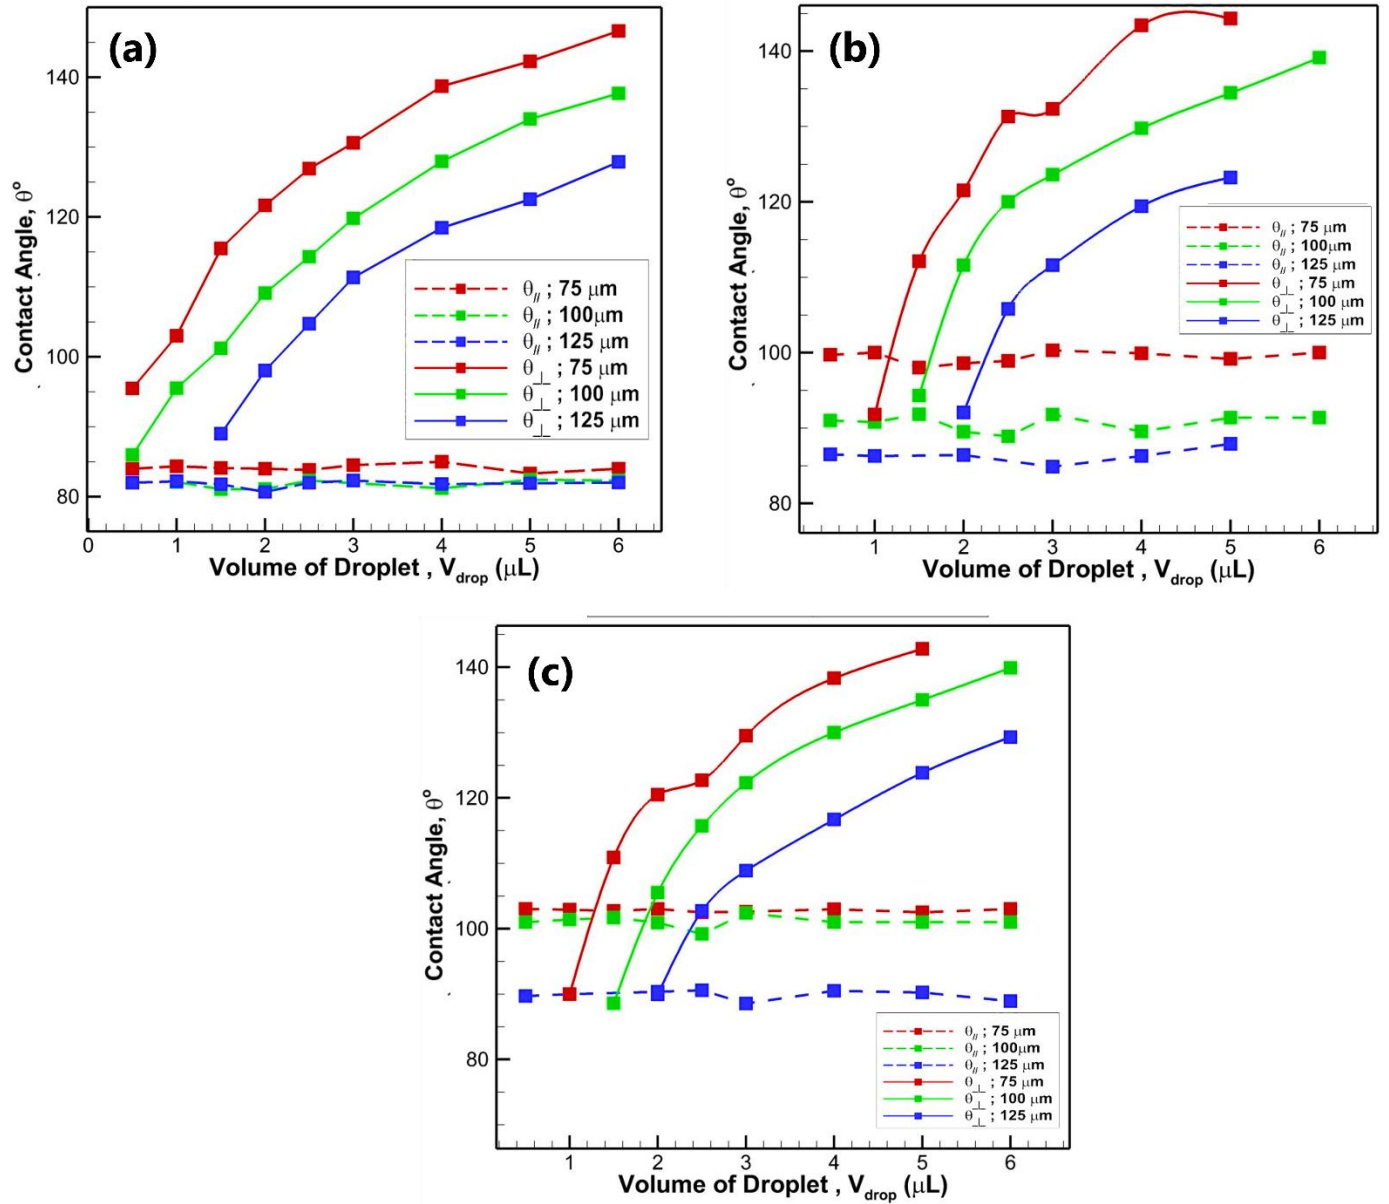 (a)
140
120
100
80
0
1
2
3
4
5
6
Contact Angle, θ°
Volume of Droplet , Vdrop (μL)
θ// ; 75 μm
θ// ; 100μm
θ// ; 125 μm
θ⊥ ; 75 μm
θ⊥ ; 100 μm
θ⊥ ; 125 μm
(b)
140
120
100
80
1
2
3
4
5
6
Contact Angle, θ°
Volume of Droplet , Vdrop (μL)
θ// ; 75 μm
θ// ; 100μm
θ// ; 125 μm
θ⊥ ; 75 μm
θ⊥ ; 100 μm
θ⊥ ; 125 μm
(c)
140
120
100
80
1
2
3
4
5
6
Contact Angle, θ°
Volume of Droplet , Vdrop (μL)
θ// ; 75 μm
θ// ; 100μm
θ// ; 125 μm
θ⊥ ; 75 μm
θ⊥ ; 100 μm
θ⊥ ; 125 μm